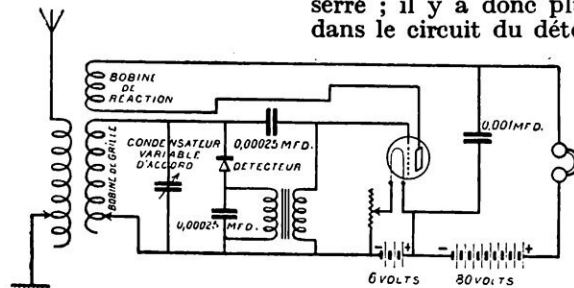 serré ; il y a donc plu
dans le circuit du déte
BOBINE
DE
RÉACTION
BOBINE DE GRILLE
CONDENSATEUR
VARIABLE
D'ACCORD
0,00025 MFD.
DÉTECTEUR
0,001 MFD.
0,00025
MFD.
- +
- +
6 VOLTS
80 VOLTS